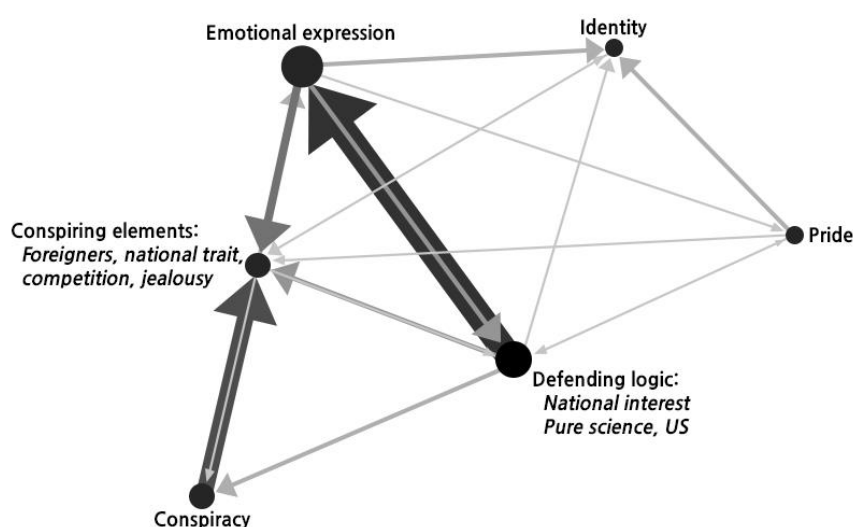 Emotional expression
Identity
Conspiring elements:
Foreigners, national trait,
competition, jealousy
Pride
Defending logic:
National interest
Pure science, US
Conspiracy